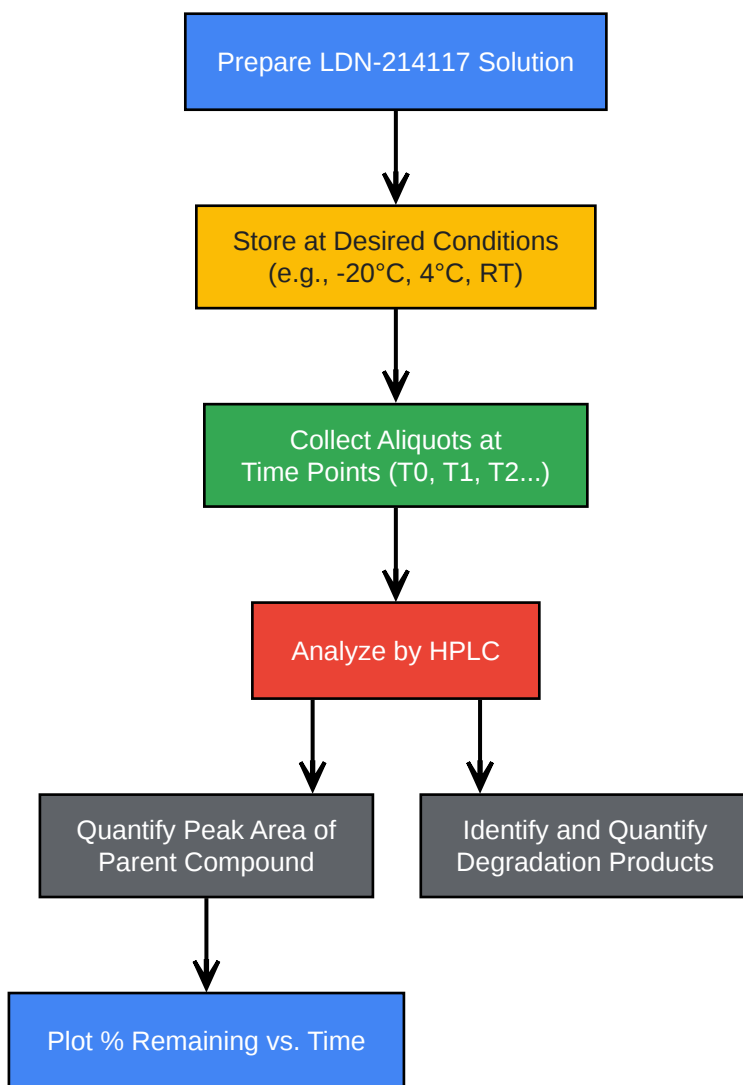 Prepare LDN-214117 Solution
Store at Desired Conditions
(e.g., -20°C, 4°C, RT)
Collect Aliquots at
Time Points (T0, T1, T2...)
Analyze by HPLC
Quantify Peak Area of
Parent Compound
Identify and Quantify
Degradation Products
Plot % Remaining vs. Time